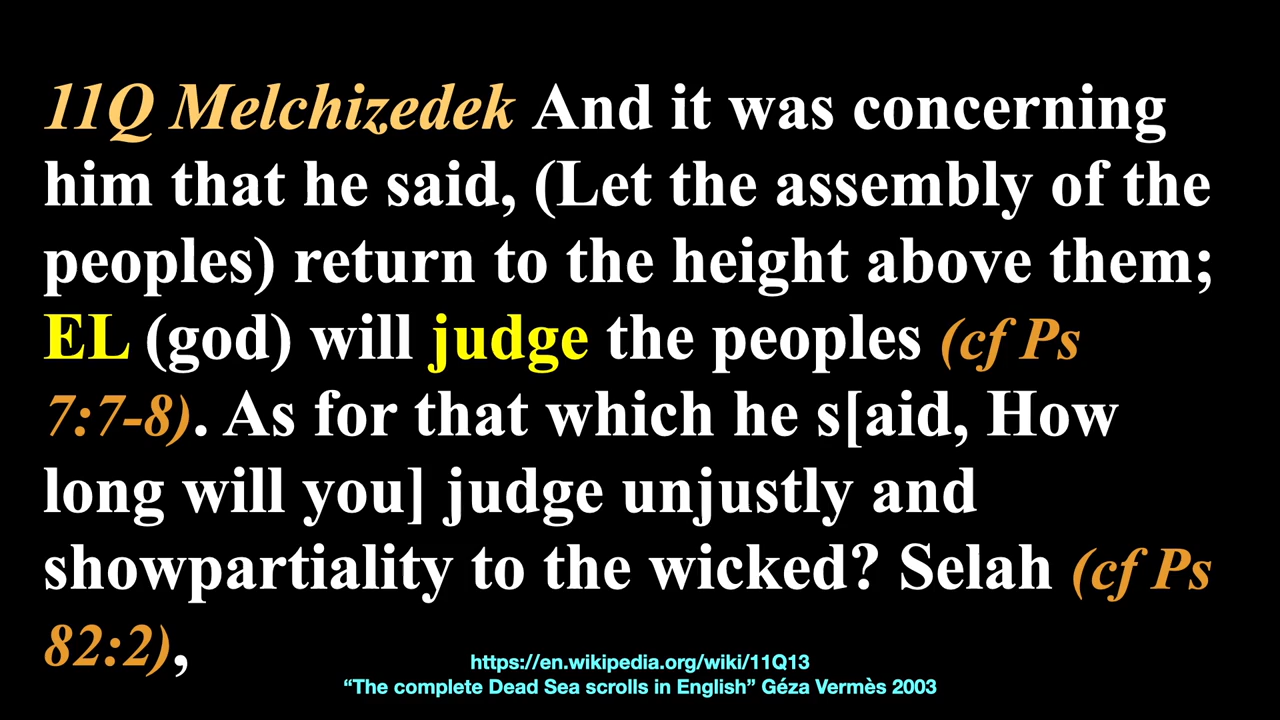 11Q Melchizedek And it was concerning
him that he said, (Let the assembly of the
peoples) return to the height above them;
EL (god) will judge the peoples (cf Ps
7:7-8). As for that which he s[aid, How
long will you] judge unjustly and
showpartiality to the wicked? Selah (cf Ps
82:2),
https://en.wikipedia.org/wiki/11Q13
“The complete Dead Sea scrolls in English” Géza Vermès 2003